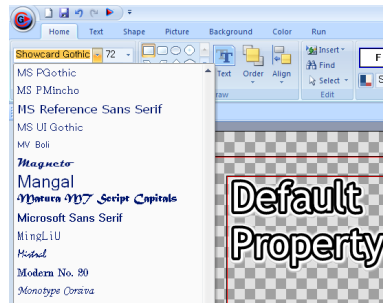 Home Text Shape Picture Background Color Run
Showcard Gothic 72
Text Order Align
Insert
Find
Select
F
S
raw
Edit
MS PGothic
MS PMincho
MS Reference Sans Serif
MS UI Gothic
MV Boli
Magneto
Mangal
Matura MT Script Capitals
Microsoft Sans Serif
MingLiU
Mistral
Modern No. 20
Monotype Corsiva
Default
Property